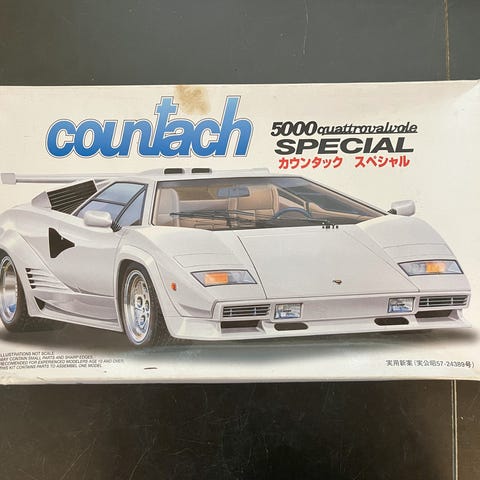 countach
5000 quattrovalvole
SPECIAL
カウンタック スペシャル
ILLUSTRATIONS NOT SCALE
MAY CONTAIN SMALL PARTS AND SHARP EDGES.
RECOMENDED FOR EXPERIENCED MODELERS AGE 10 AND OVER.
THIS KIT CONTAINS PARTS TO ASSEMBEL ONE MODEL
実用新案(実公昭57-24389号)